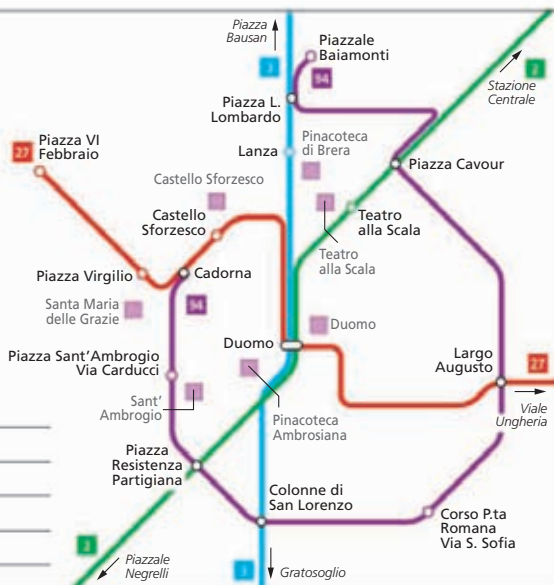 Piazza
Bausan
3
Piazzale
Baiamonti
94
2
Stazione
Centrale
Piazza L.
Lombardo
27
Piazza VI
Febbraio
Lanza
Pinacoteca
di Brera
Piazza Cavour
Castello Sforzesco
Castello
Sforzesco
Teatro
alla Scala
Teatro
alla Scala
Piazza Virgilio
Cadorna
Santa Maria
delle Grazie
94
Duomo
Duomo
Piazza Sant'Ambrogio
Via Carducci
Largo
Augusto
27
Viale
Ungheria
Sant'
Ambrogio
Pinacoteca
Ambrosiana
Piazza
Resistenza
Partigiana
Colonne di
San Lorenzo
Corso P.ta
Romana
Via S. Sofia
2
Piazzale
Negrelli
3
Gratosoglio